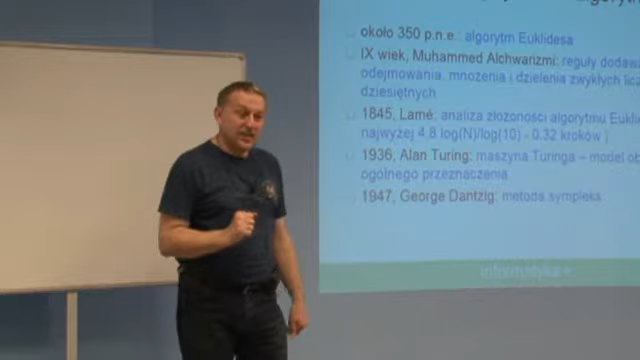 około 350 p.n.e.: algorytm Euklidesa
IX wiek, Muhammed Alchwarizmi: reguły dodawa
odejmowania, mnożenia i dzielenia zwykłych licz
dziesiętnych
1845, Lamé: analiza złożoności algorytmu Eukli
najwyżej 4.8 log(N)/log(10) - 0.32 kroków )
1936, Alan Turing: maszyna Turinga – model ob
ogólnego przeznaczenia
1947, George Dantzig: metoda sympleks
informatyka +